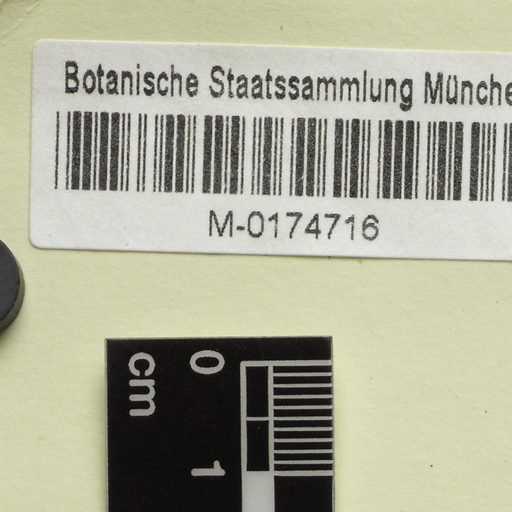 Botanische Staatssammlung Münche
M-0174716
0
cm
1